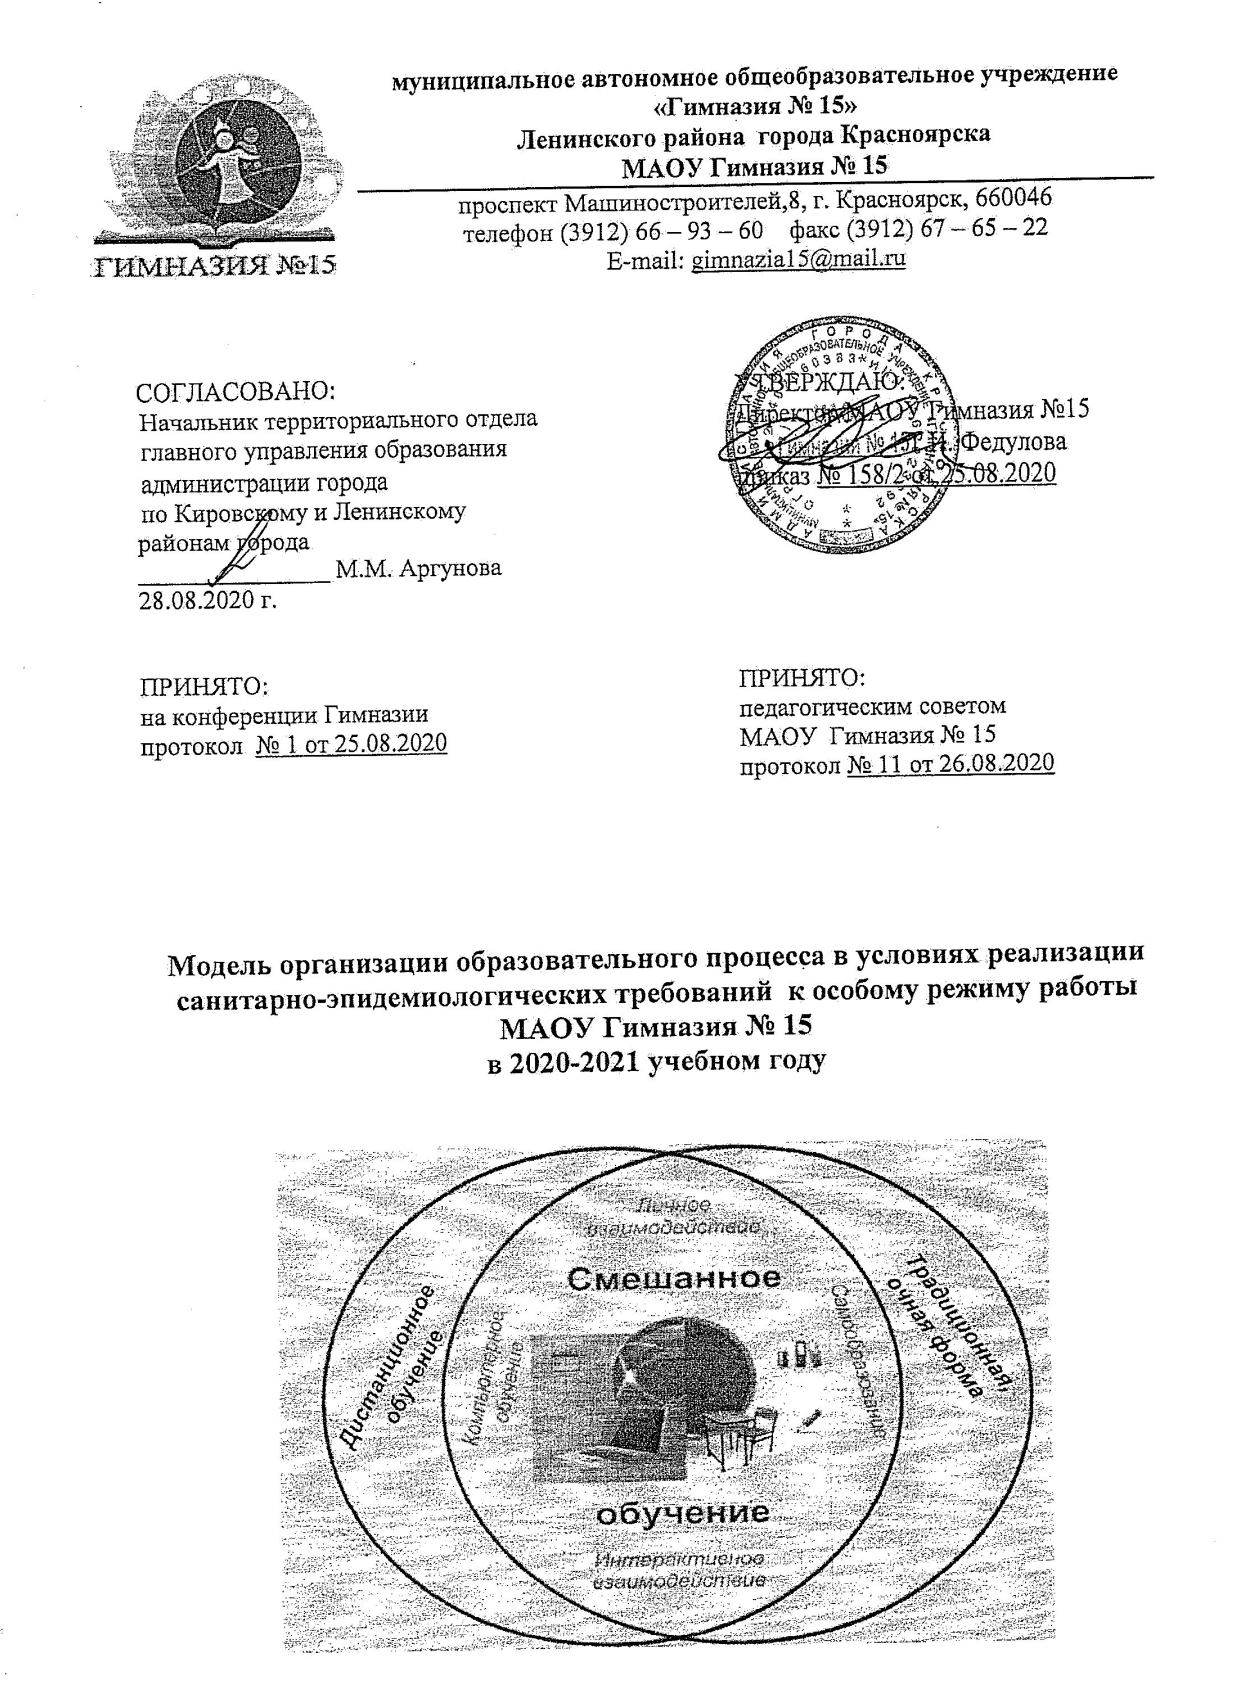 муниципальное автономное общеобразовательное учреждение
«Гимназия № 15»
Ленинского района города Красноярска
МАОУ Гимназия № 15
проспект Машиностроителей,8, г. Красноярск, 660046
телефон (3912) 66 – 93 – 60 факс (3912) 67 – 65 – 22
E-mail: gimnazia15@mail.ru
ГИМНАЗИЯ №15
СОГЛАСОВАНО:
Начальник территориального отдела
главного управления образования
администрации города
по Кировскому и Ленинскому
районам города
М.М. Аргунова
28.08.2020 г.
ТВЕРЖДАЮ:
Директор МАОУ Гимназия №15
Федулова
приказ № 158/2 от 25.08.2020
ПРИНЯТО:
на конференции Гимназии
протокол № 1 от 25.08.2020
ПРИНЯТО:
педагогическим советом
МАОУ Гимназия № 15
протокол № 11 от 26.08.2020
Модель организации образовательного процесса в условиях реализации
санитарно-эпидемиологических требований к особому режиму работы
МАОУ Гимназия № 15
в 2020-2021 учебном году
Личное
взаимодействие
Смешанное
Дистанционное
обучение
Компьютерное
обучение
Самообразование
Традиционная
очная форма
обучение
Интерактивное
взаимодействие